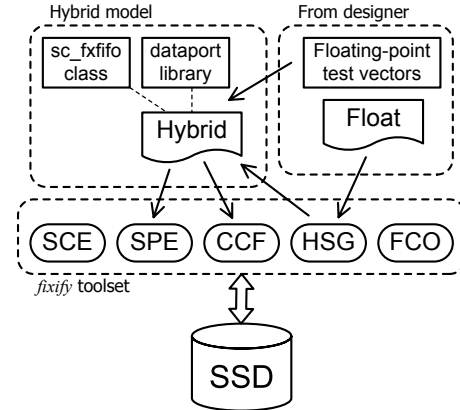 Hybrid model
From designer
sc_fxfifo
class
dataport
library
Floating-point
test vectors
Hybrid
Float
SCE
SPE
CCF
HSG
FCO
fixify toolset
SSD